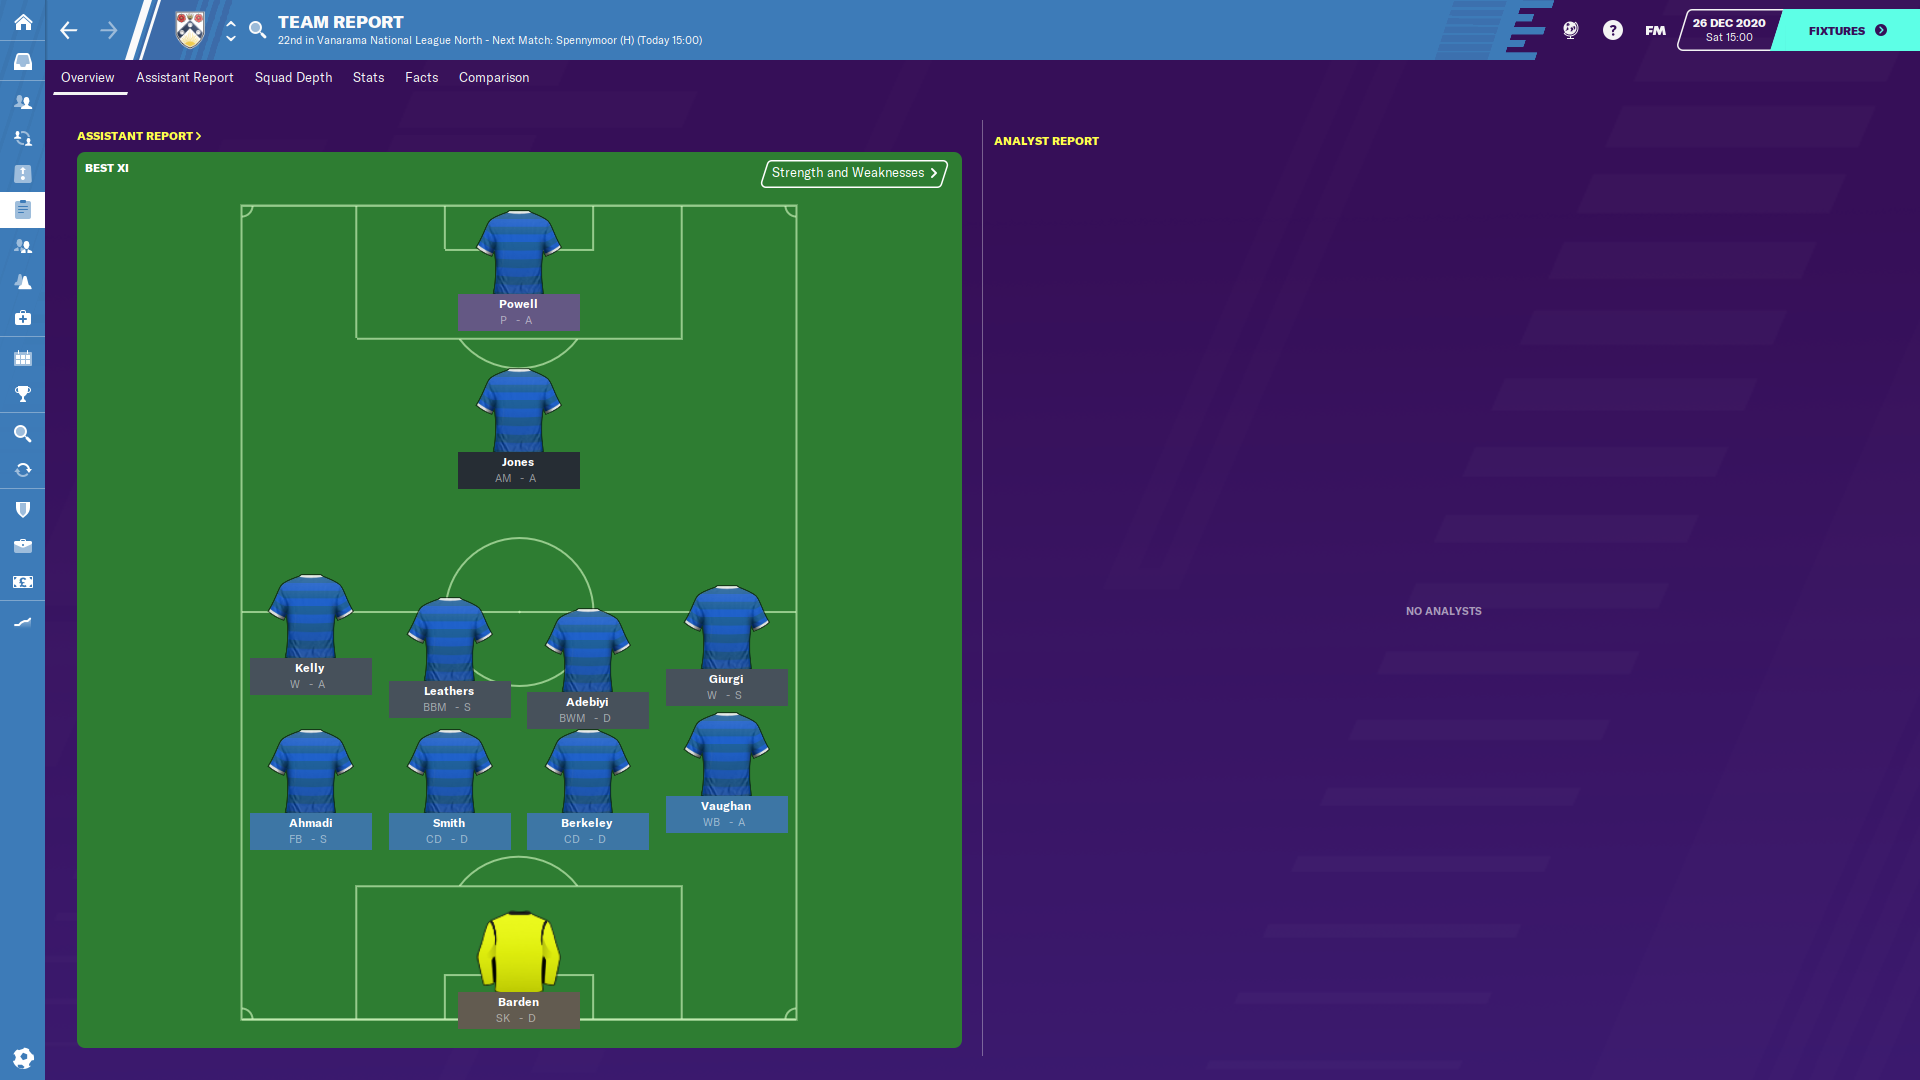 TEAM REPORT
22nd in Vanarama National League North - Next Match: Spennymoor (H) (Today 15:00)
?
FM
26 DEC 2020
Sat 15:00
FIXTURES
Overview
Assistant Report
Squad Depth
Stats
Facts
Comparison
ASSISTANT REPORT
BEST XI
Strength and Weaknesses
Powell
P - A
Jones
AM - A
Kelly
W - A
Leathers
BBM - S
Adebiyi
BWM - D
Giurgi
W - S
Ahmadi
FB - S
Smith
CD - D
Berkeley
CD - D
Vaughan
WB - A
Barden
SK - D
ANALYST REPORT
NO ANALYSTS
£